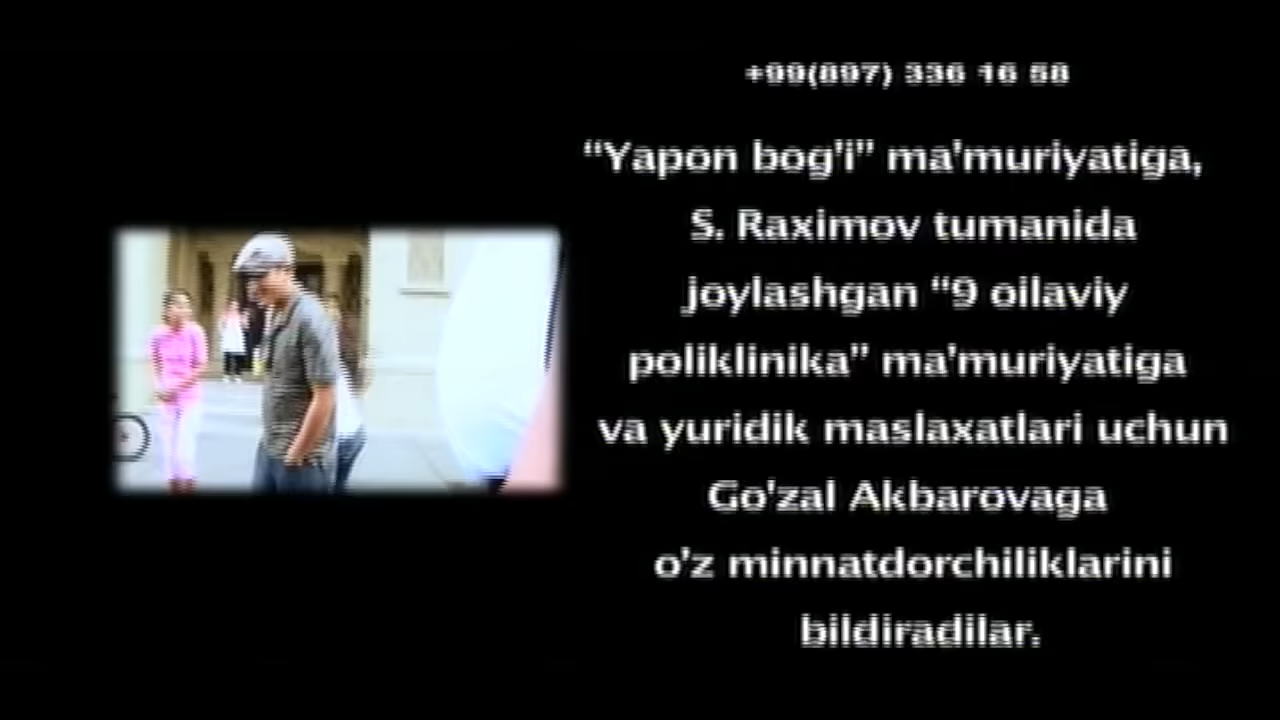 +99(897) 336 16 58
“Yapon bog'i” ma'muriyatiga,
S. Raximov tumanida
joylashgan “9 oilaviy
poliklinika” ma'muriyatiga
va yuridik maslaxatlari uchun
Go'zal Akbarovaga
o'z minnatdorchiliklarini
bildiradilar.